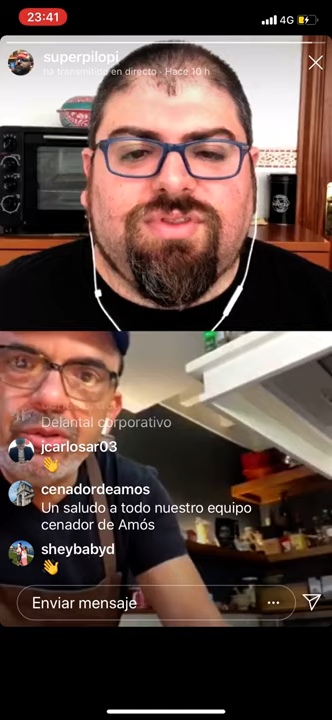 23:41
4G
superpilopi
ha transmitido en directo · Hace 10 h
Delantal corporativo
jcarlosar03
👋
cenadordeamos
Un saludo a todo nuestro equipo
cenador de Amós
sheybabyd
👋
Enviar mensaje